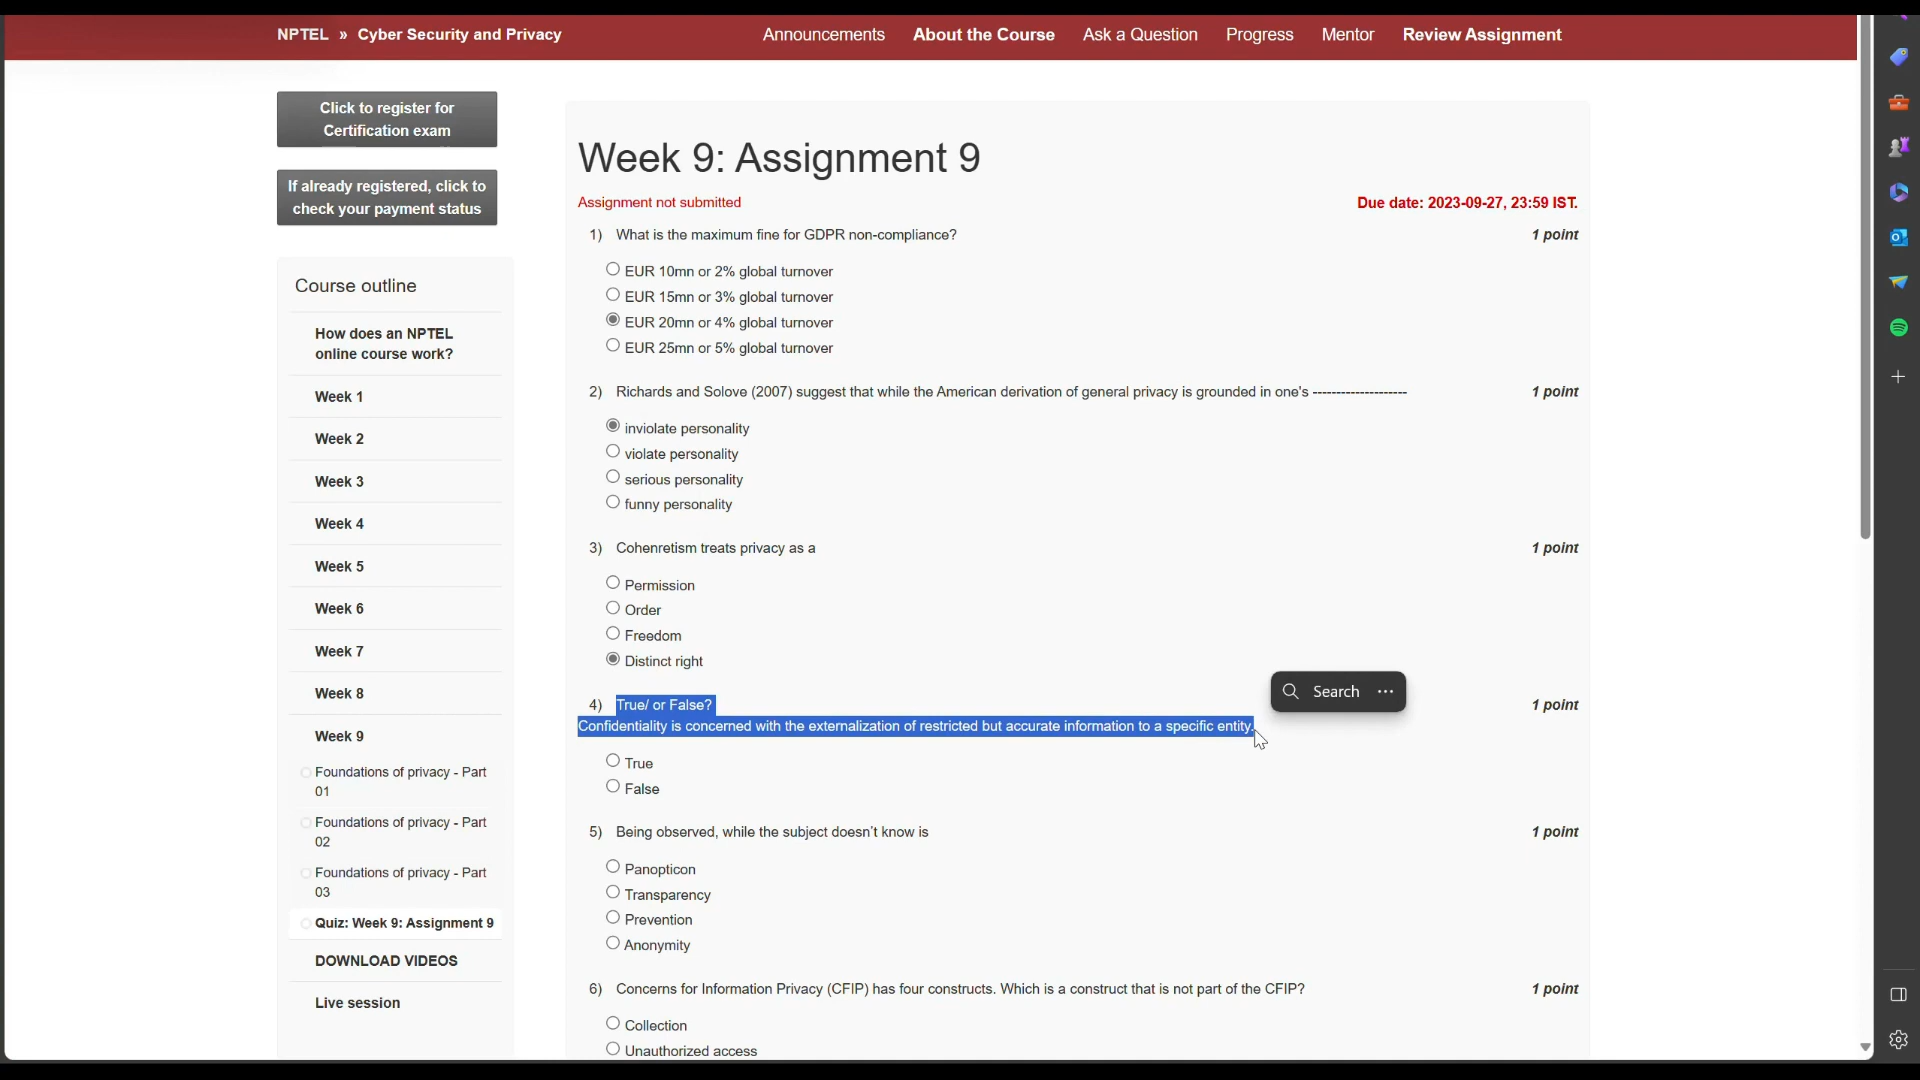 NPTEL » Cyber Security and Privacy
Announcements About the Course Ask a Question Progress Mentor Review Assignment
Click to register for
Certification exam
If already registered, click to
check your payment status
Course outline
How does an NPTEL
online course work?
Week 1
Week 2
Week 3
Week 4
Week 5
Week 6
Week 7
Week 8
Week 9
Foundations of privacy - Part
01
Foundations of privacy - Part
02
Foundations of privacy - Part
03
Quiz: Week 9: Assignment 9
DOWNLOAD VIDEOS
Live session
Week 9: Assignment 9
Assignment not submitted Due date: 2023-09-27, 23:59 IST.
1) What is the maximum fine for GDPR non-compliance? 1 point
EUR 10mn or 2% global turnover
EUR 15mn or 3% global turnover
EUR 20mn or 4% global turnover
EUR 25mn or 5% global turnover
2) Richards and Solove (2007) suggest that while the American derivation of general privacy is grounded in one's -------------------- 1 point
inviolate personality
violate personality
serious personality
funny personality
3) Cohenretism treats privacy as a 1 point
Permission
Order
Freedom
Distinct right
Search ···
4) True/ or False? 1 point
Confidentiality is concerned with the externalization of restricted but accurate information to a specific entity.
True
False
5) Being observed, while the subject doesn't know is 1 point
Panopticon
Transparency
Prevention
Anonymity
6) Concerns for Information Privacy (CFIP) has four constructs. Which is a construct that is not part of the CFIP? 1 point
Collection
Unauthorized access